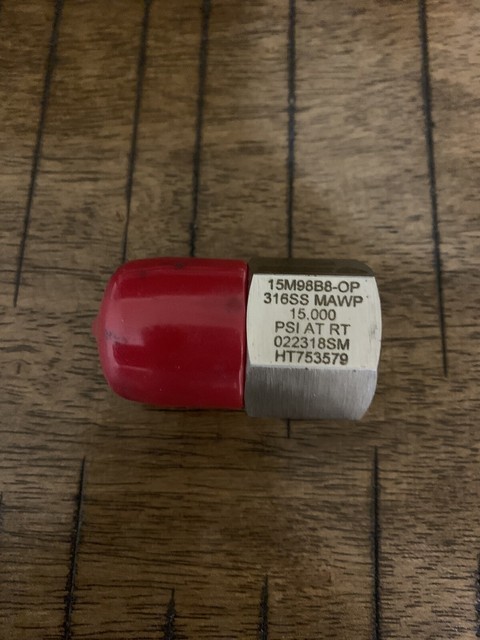 15M98B8-OP
316SS MAWP
15,000
PSI AT RT
022318SM
HT753579